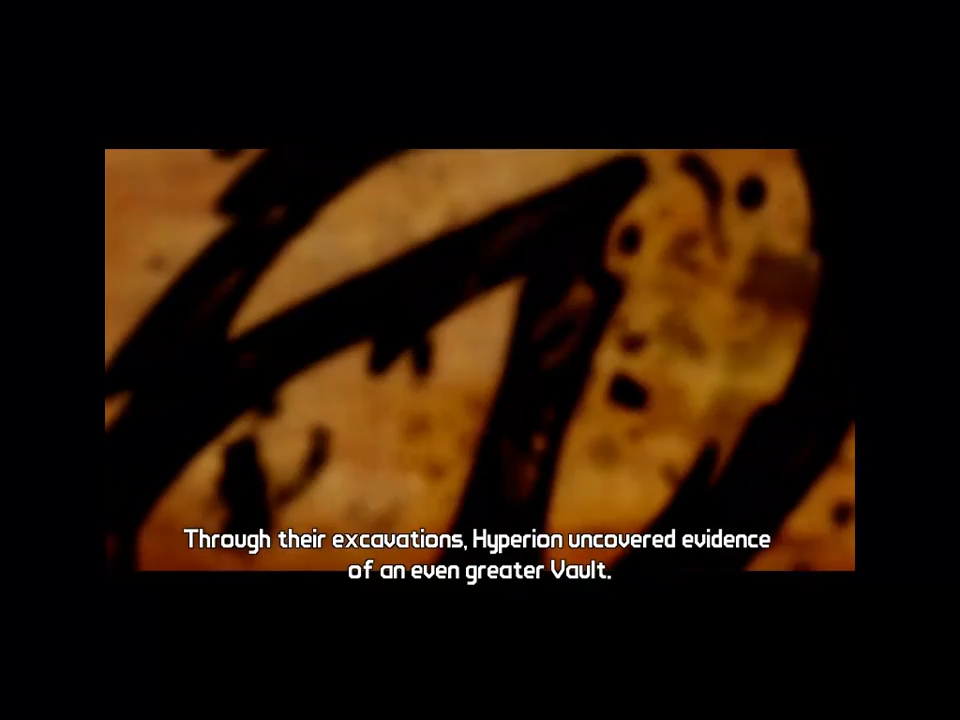 Through their excavations, Hyperion uncovered evidence
of an even greater Vault.